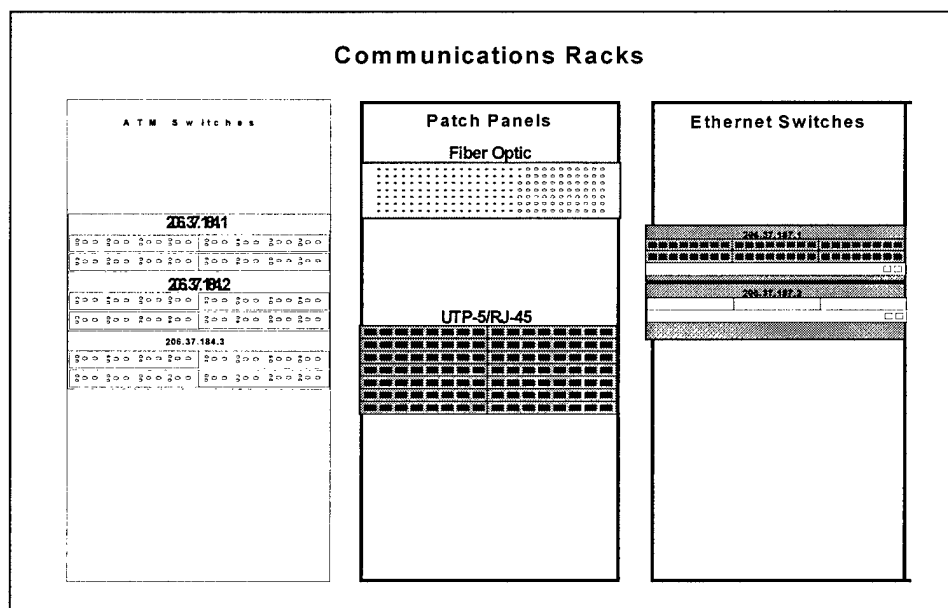 Communications Racks
ATM Switches
206.37.184.1
206.37.184.2
206.37.184.3
Patch Panels
Fiber Optic
UTP-5/RJ-45
Ethernet Switches
206.37.187.1
206.37.187.2